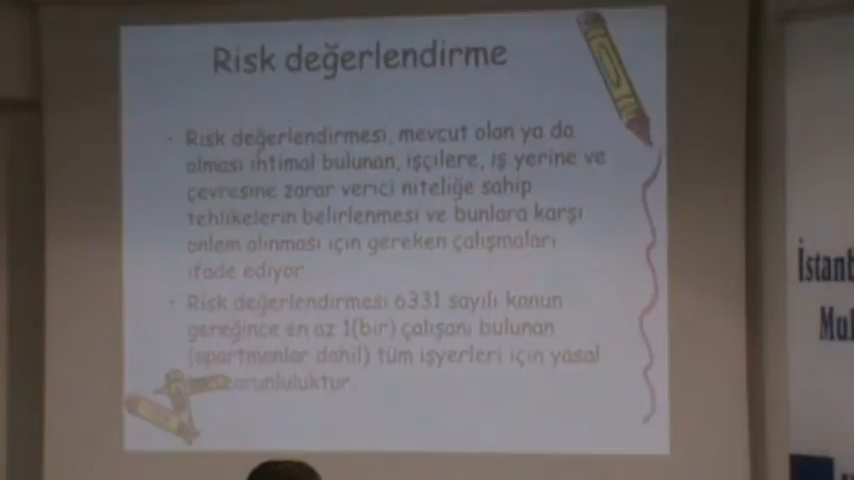 Risk değerlendirme
• Risk değerlendirmesi, mevcut olan ya da
olması ihtimal bulunan, işçilere, iş yerine ve
çevresine zarar verici niteliğe sahip
tehlikelerin belirlenmesi ve bunlara karşı
önlem alınması için gereken çalışmaları
ifade ediyor
• Risk değerlendirmesi 6331 sayılı kanun
gereğince en az 1(bir) çalışanı bulunan
(apartmanlar dahil) tüm işyerleri için yasal
zorunluluktur.
İstanb
Mul